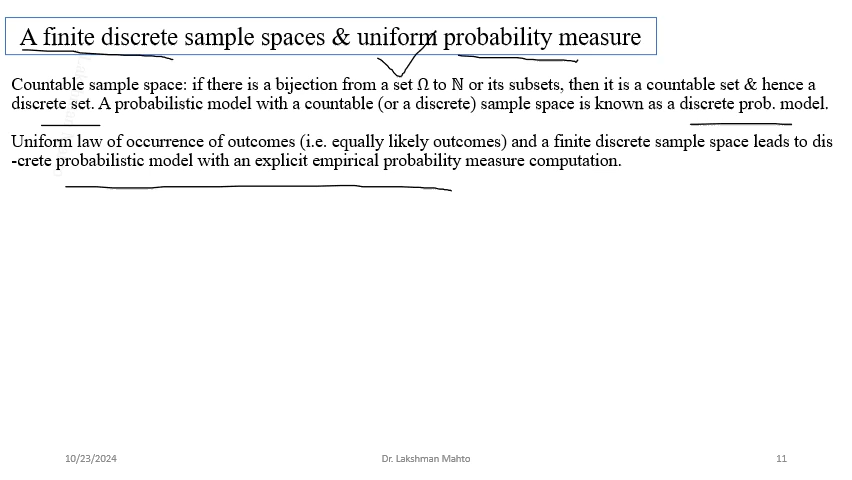 A finite discrete sample spaces & uniform probability measure
Countable sample space: if there is a bijection from a set Ω to ℕ or its subsets, then it is a countable set & hence a
discrete set. A probabilistic model with a countable (or a discrete) sample space is known as a discrete prob. model.
Uniform law of occurrence of outcomes (i.e. equally likely outcomes) and a finite discrete sample space leads to dis
-crete probabilistic model with an explicit empirical probability measure computation.
10/23/2024
Dr. Lakshman Mahto
11